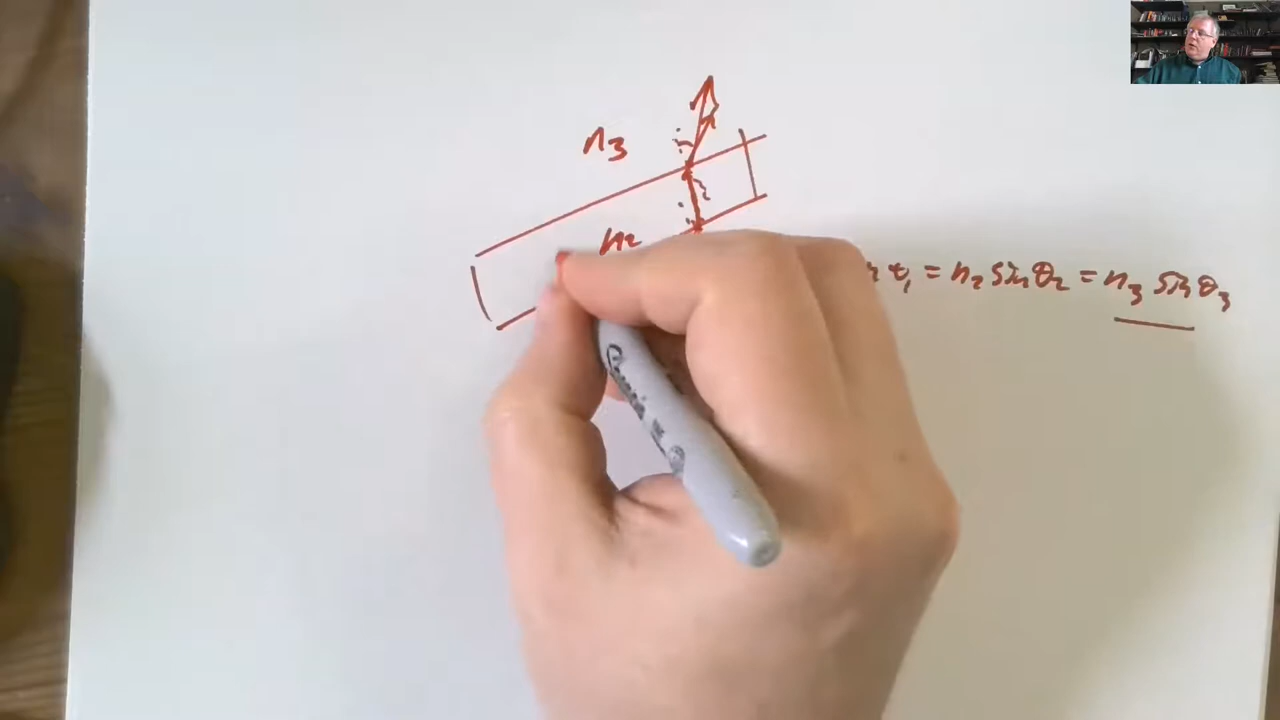 n₃
n₂
θ₁ = n₂ sin θ₂ = n₃ sin θ₃